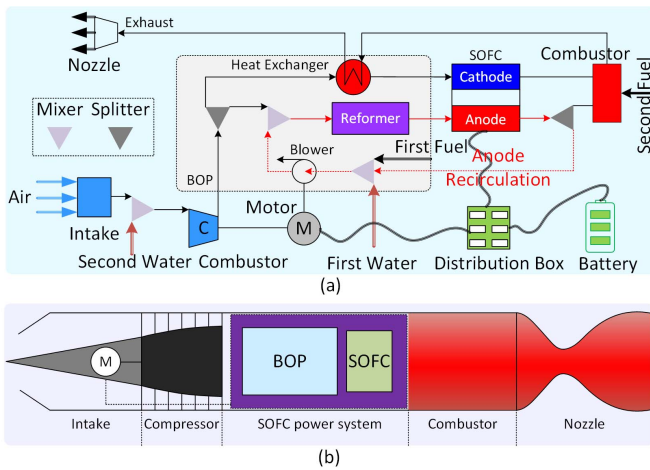 Exhaust
Nozzle
Heat Exchanger
SOFC
Combustor
Cathode
Anode
Second Fuel
Mixer Splitter
Reformer
First Fuel
Blower
Anode
Recirculation
BOP
Air
Motor
C
M
Intake
Second Water Combustor
First Water
Distribution Box
Battery
(a)
M
BOP
SOFC
Intake
Compressor
SOFC power system
Combustor
Nozzle
(b)